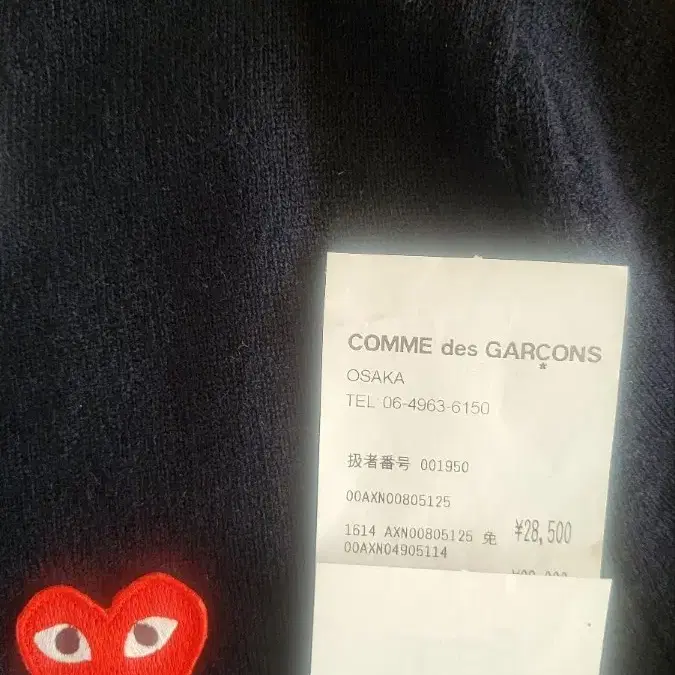 COMME des GARÇONS
*
OSAKA
TEL 06-4963-6150
扱者番号 001950
00AXN00805125
1614 AXN00805125 免 ¥28,500
00AXN04905114